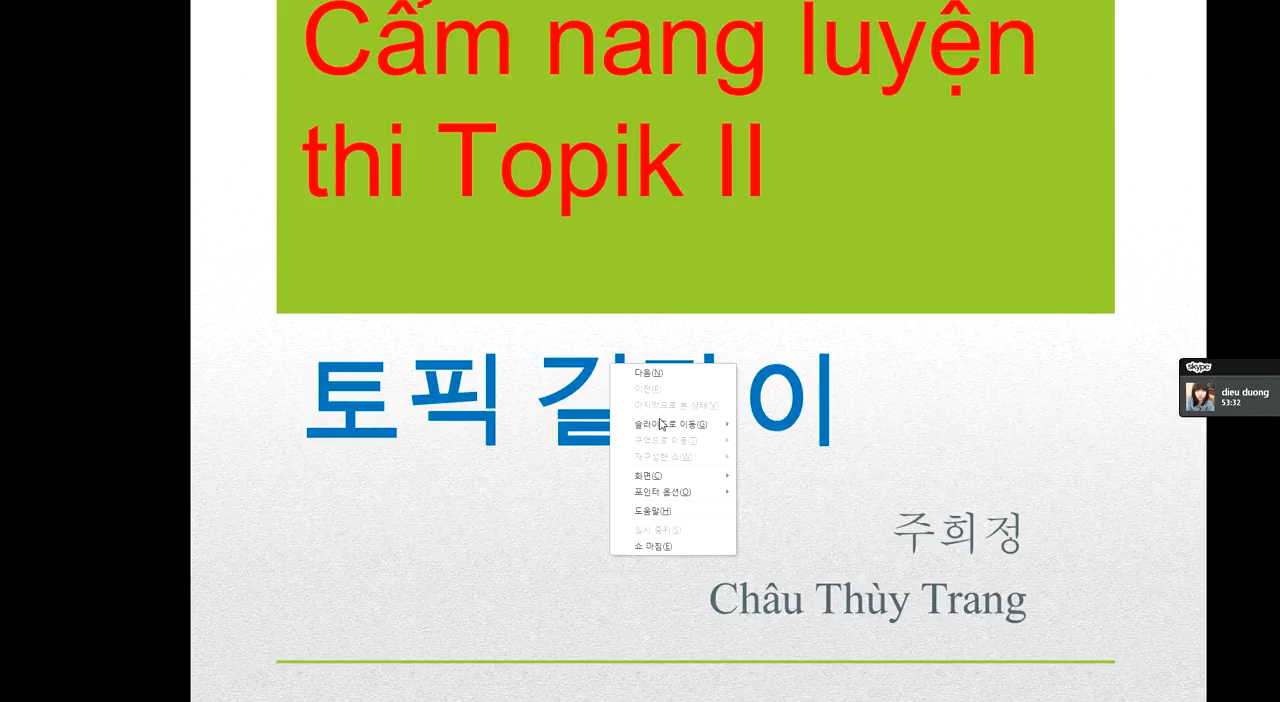 Cẩm nang luyện
thi Topik II
토픽 길 이
다음(N)
이전(P)
마지막으로 본 상태(V)
슬라이드로 이동(G)
구역으로 이동(T)
재구성한 쇼(W)
화면(C)
포인터 옵션(O)
도움말(H)
일시 중지(S)
쇼 마침(E)
skype
dieu duong
53:32
주희정
Châu Thùy Trang